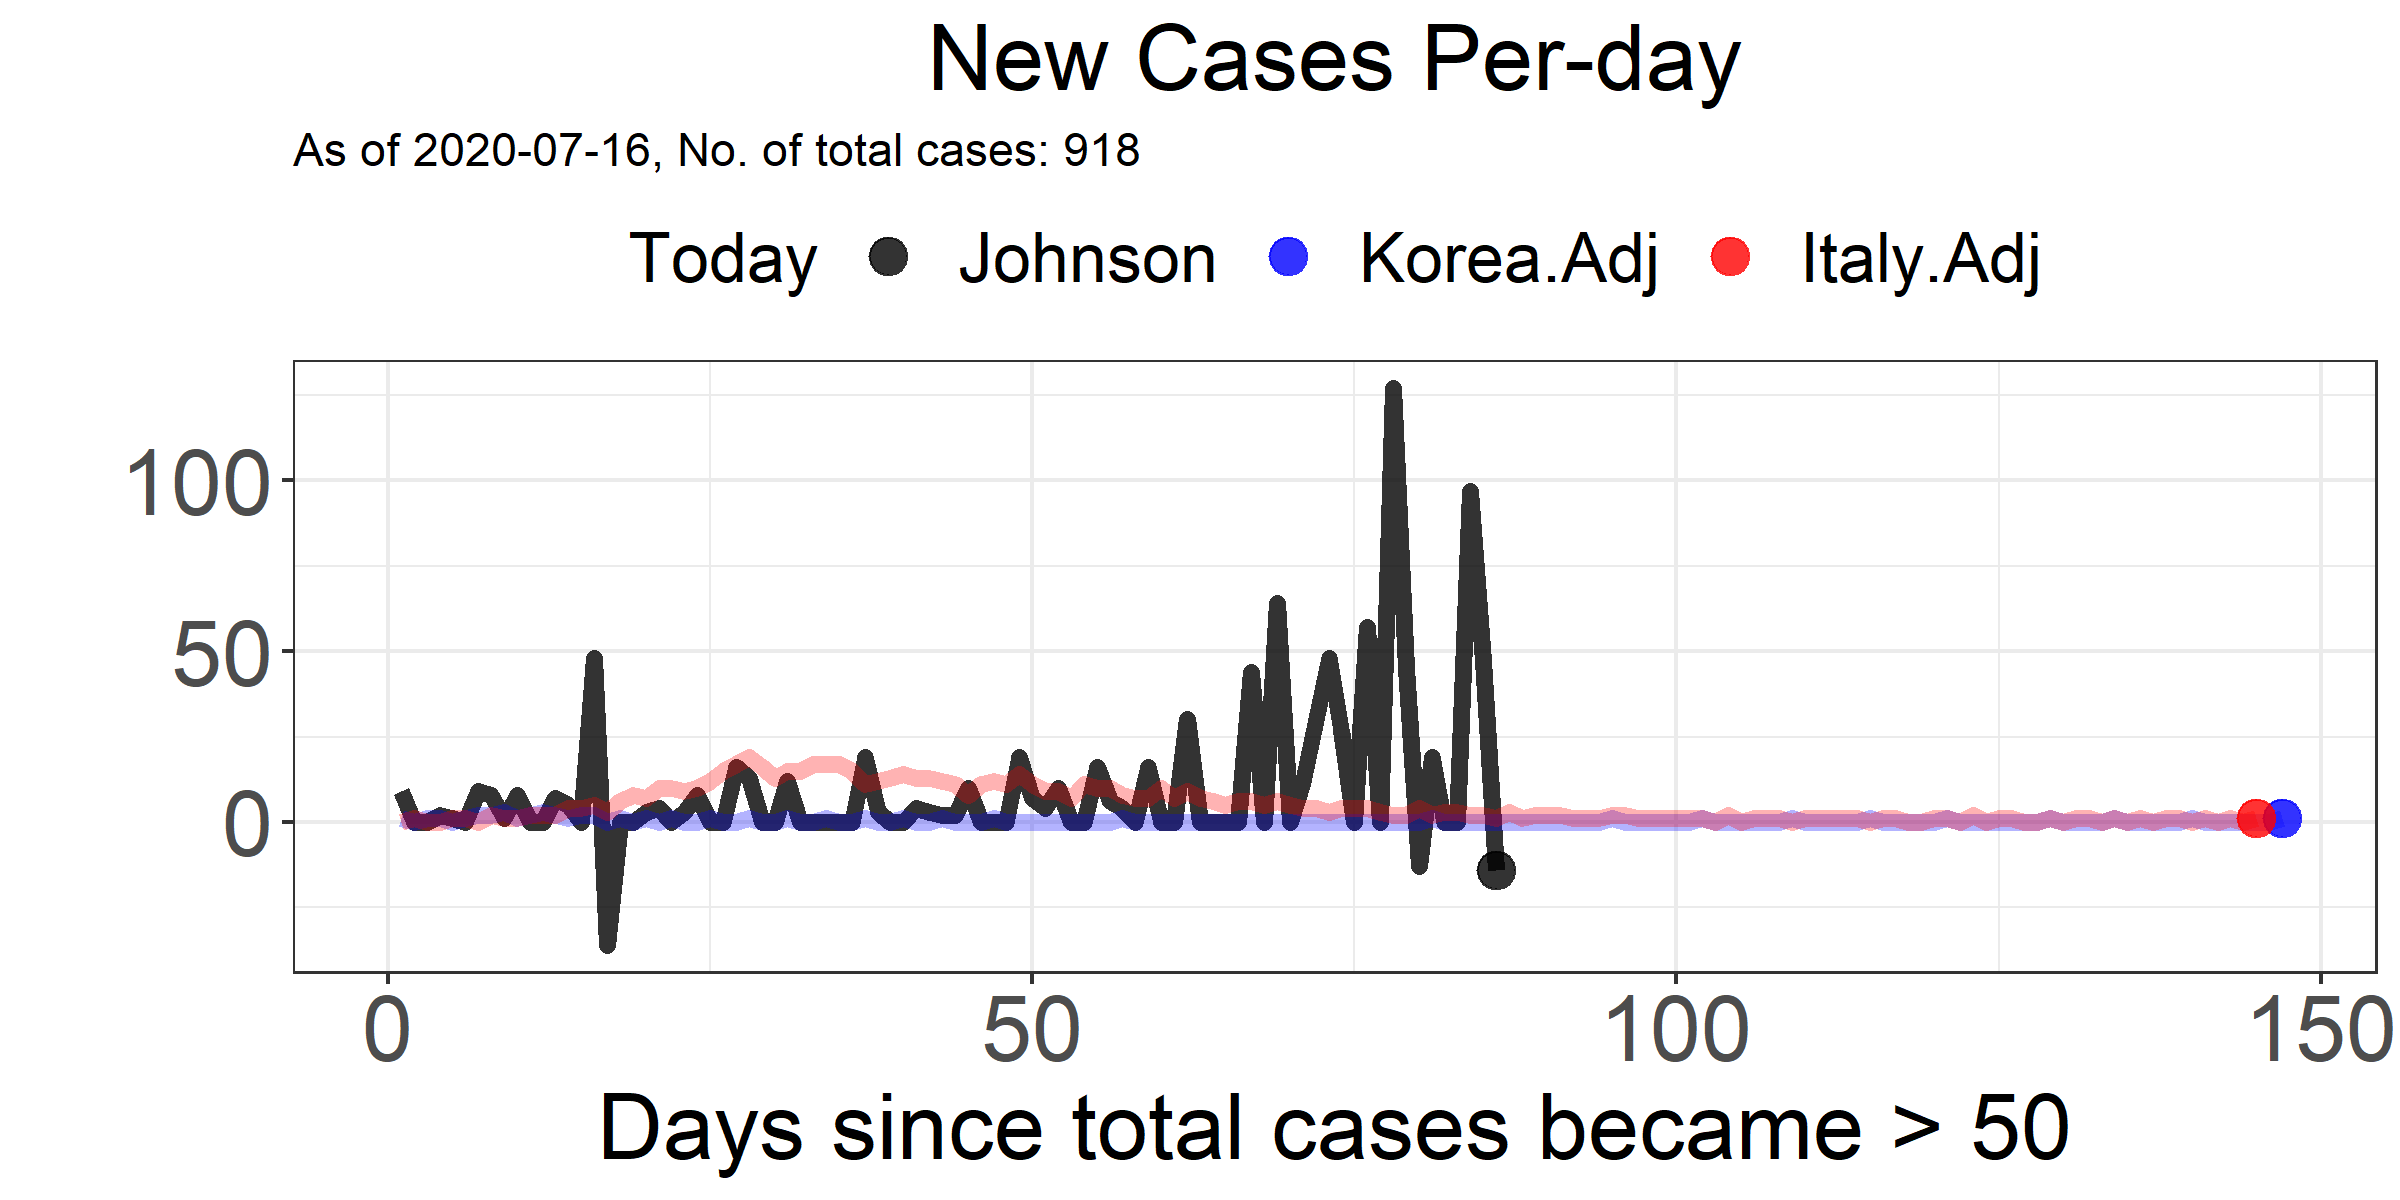 New Cases Per-day
As of 2020-07-16, No. of total cases: 918
Today Johnson Korea.Adj Italy.Adj
100
50
0
0 50 100 150
Days since total cases became > 50